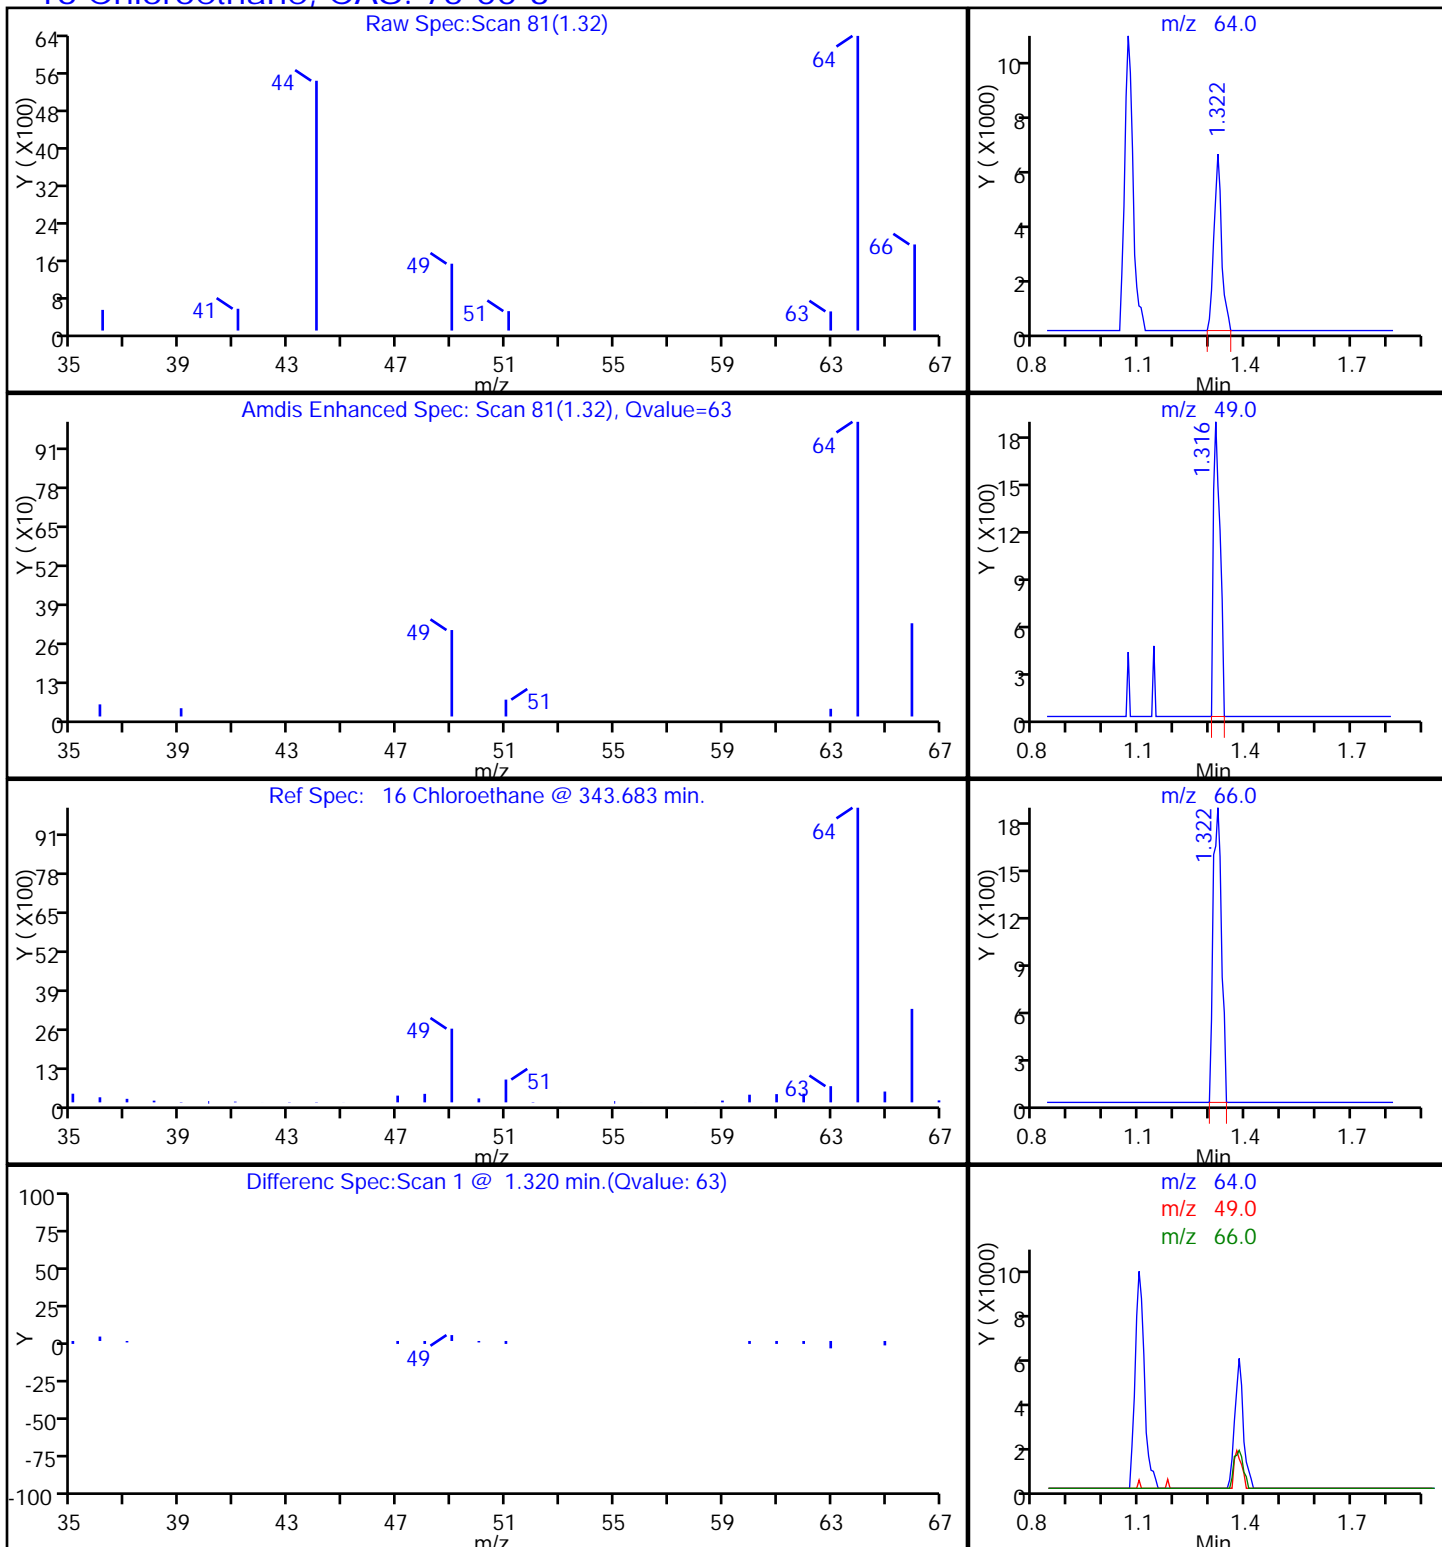 16 Chloroethane, CAS: 75-00-3
Raw Spec:Scan 81(1.32)
64
56
48
40
32
24
16
8
0
Y ( X100)
44
64
49
66
41
51
63
35 39 43 47 51 55 59 63 67
m/z
m/z 64.0
10
8
6
4
2
0
Y ( X1000)
1.322
0.8 1.1 1.4 1.7
Min
Amdis Enhanced Spec: Scan 81(1.32), Qvalue=63
91
78
65
52
39
26
13
0
Y ( X10)
64
49
51
35 39 43 47 51 55 59 63 67
m/z
m/z 49.0
18
15
12
9
6
3
0
Y ( X100)
1.316
0.8 1.1 1.4 1.7
Min
Ref Spec: 16 Chloroethane @ 343.683 min.
91
78
65
52
39
26
13
0
Y ( X100)
64
49
51
63
35 39 43 47 51 55 59 63 67
m/z
m/z 66.0
18
15
12
9
6
3
0
Y ( X100)
1.322
0.8 1.1 1.4 1.7
Min
Differenc Spec:Scan 1 @ 1.320 min.(Qvalue: 63)
100
75
50
25
0
-25
-50
-75
-100
Y
49
35 39 43 47 51 55 59 63 67
m/z
m/z 64.0
m/z 49.0
m/z 66.0
10
8
6
4
2
0
Y ( X1000)
0.8 1.1 1.4 1.7
Min